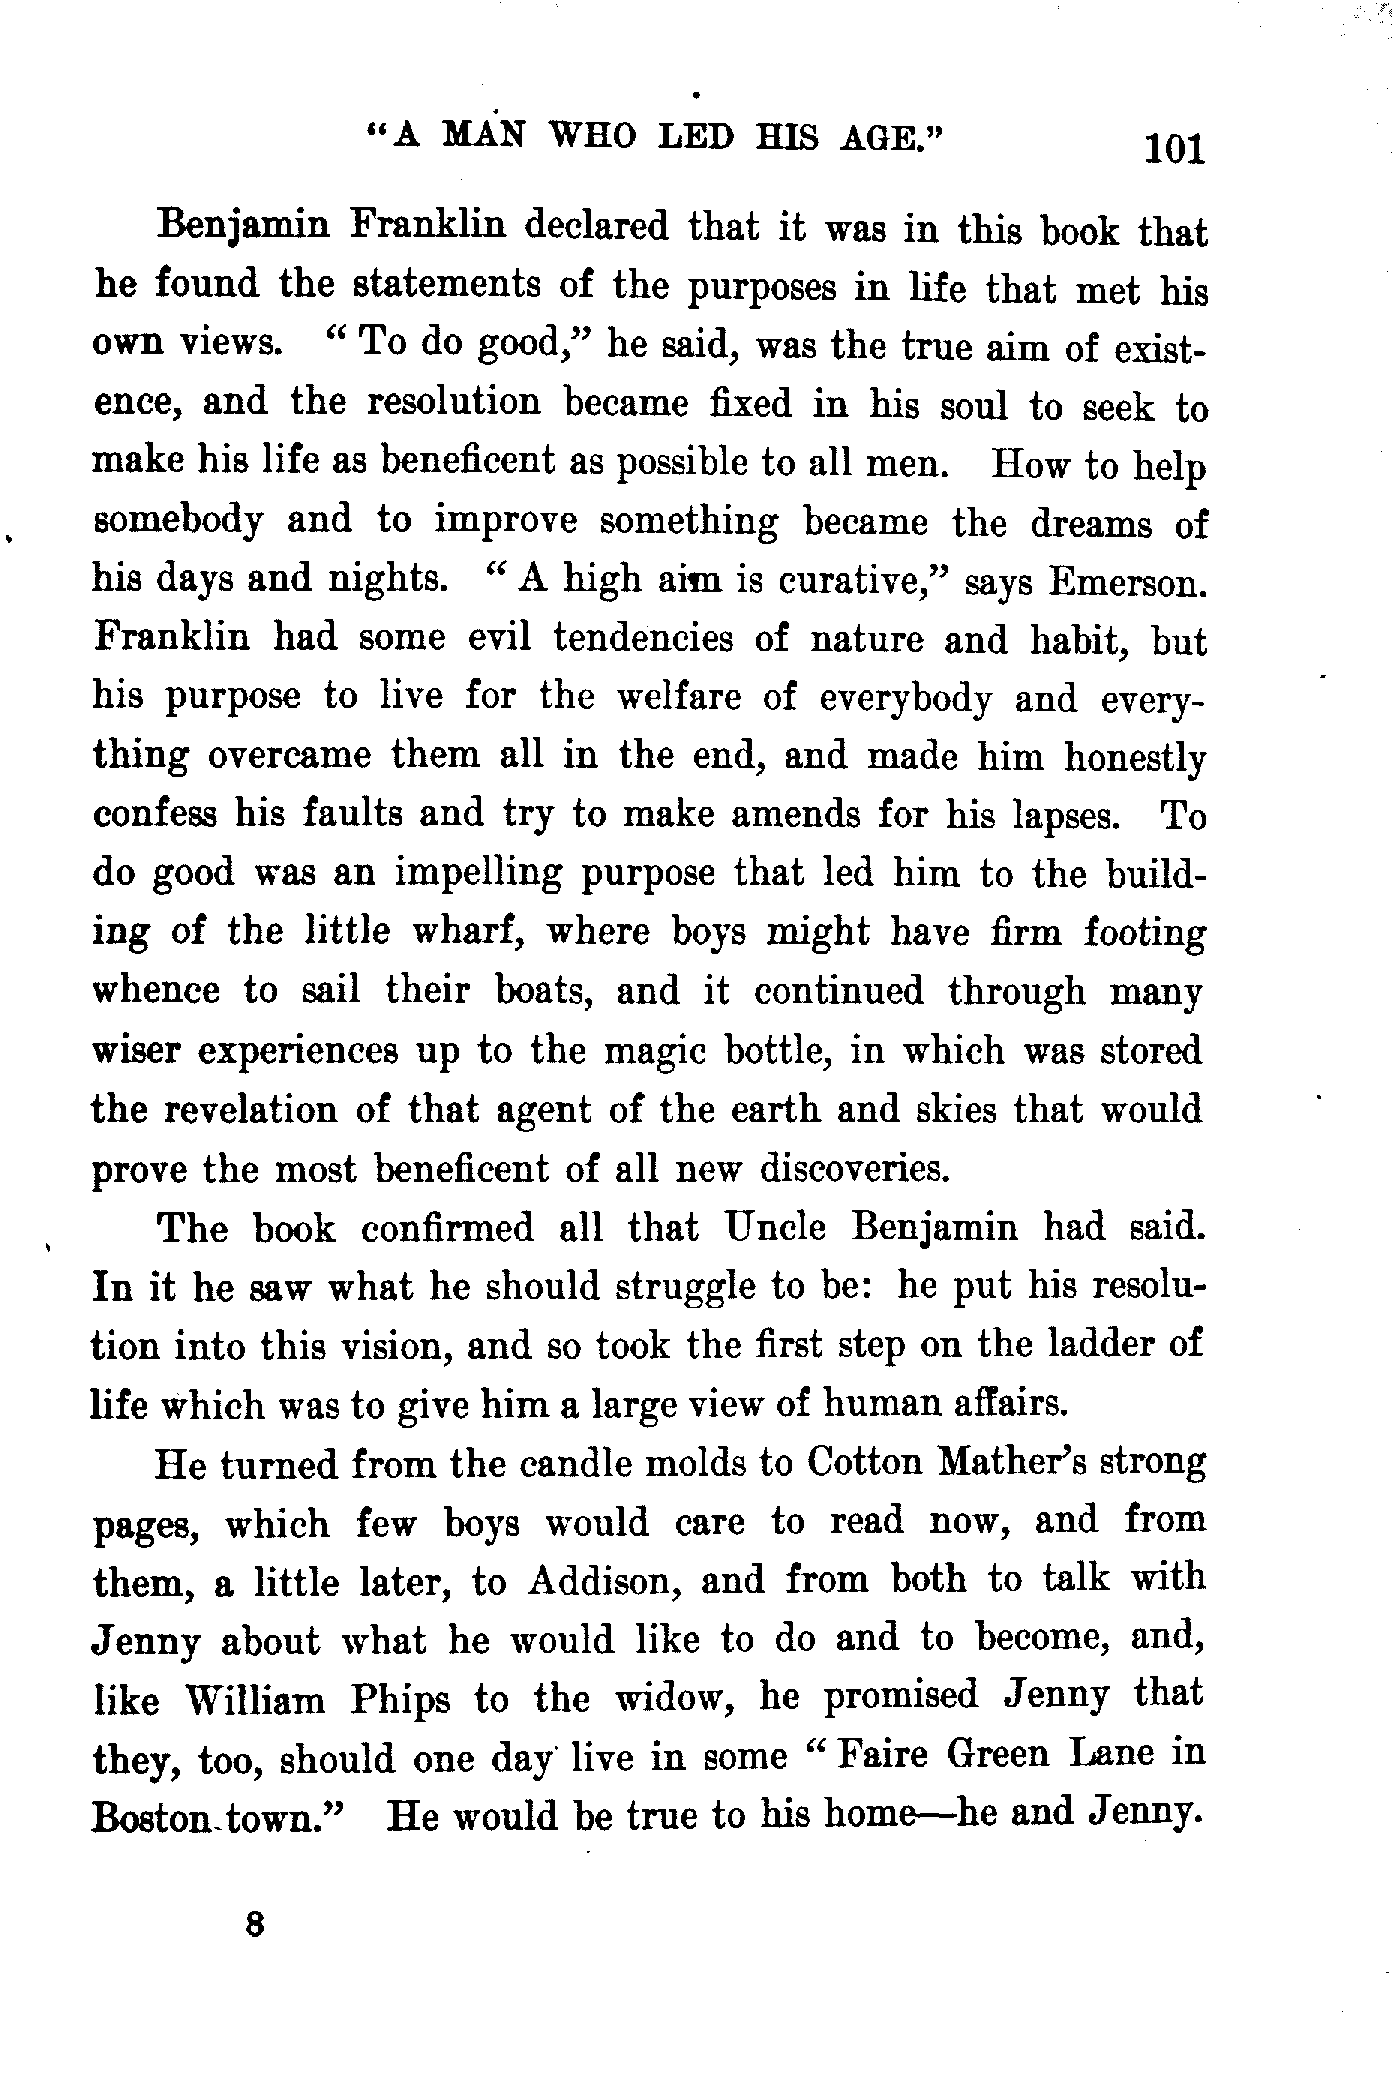 "A MAN WHO LED HIS AGE." 101
Benjamin Franklin declared that it was in this book that
he found the statements of the purposes in life that met his
own views. "To do good," he said, was the true aim of exist-
ence, and the resolution became fixed in his soul to seek to
make his life as beneficent as possible to all men. How to help
somebody and to improve something became the dreams of
his days and nights. "A high aim is curative," says Emerson.
Franklin had some evil tendencies of nature and habit, but
his purpose to live for the welfare of everybody and every-
thing overcame them all in the end, and made him honestly
confess his faults and try to make amends for his lapses. To
do good was an impelling purpose that led him to the build-
ing of the little wharf, where boys might have firm footing
whence to sail their boats, and it continued through many
wiser experiences up to the magic bottle, in which was stored
the revelation of that agent of the earth and skies that would
prove the most beneficent of all new discoveries.
The book confirmed all that Uncle Benjamin had said.
In it he saw what he should struggle to be: he put his resolu-
tion into this vision, and so took the first step on the ladder of
life which was to give him a large view of human affairs.
He turned from the candle molds to Cotton Mather's strong
pages, which few boys would care to read now, and from
them, a little later, to Addison, and from both to talk with
Jenny about what he would like to do and to become, and,
like William Phips to the widow, he promised Jenny that
they, too, should one day live in some "Faire Green Lane in
Boston town." He would be true to his home—he and Jenny.
8